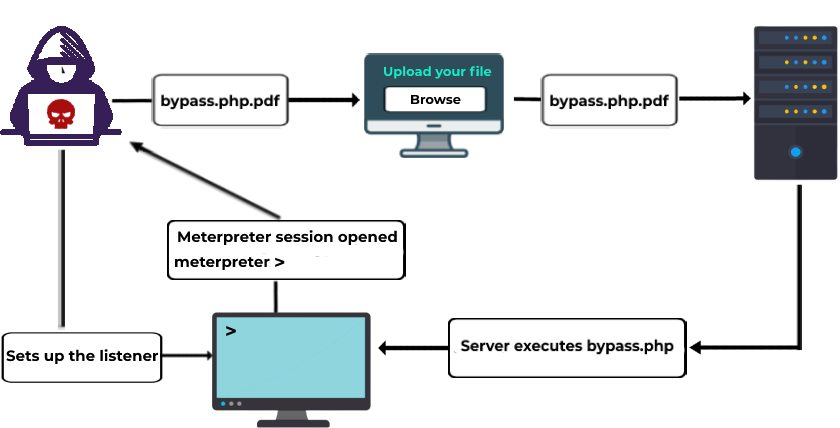 Upload your file
Browse
bypass.php.pdf
bypass.php.pdf
Meterpreter session opened
meterpreter >
>
Server executes bypass.php
Sets up the listener